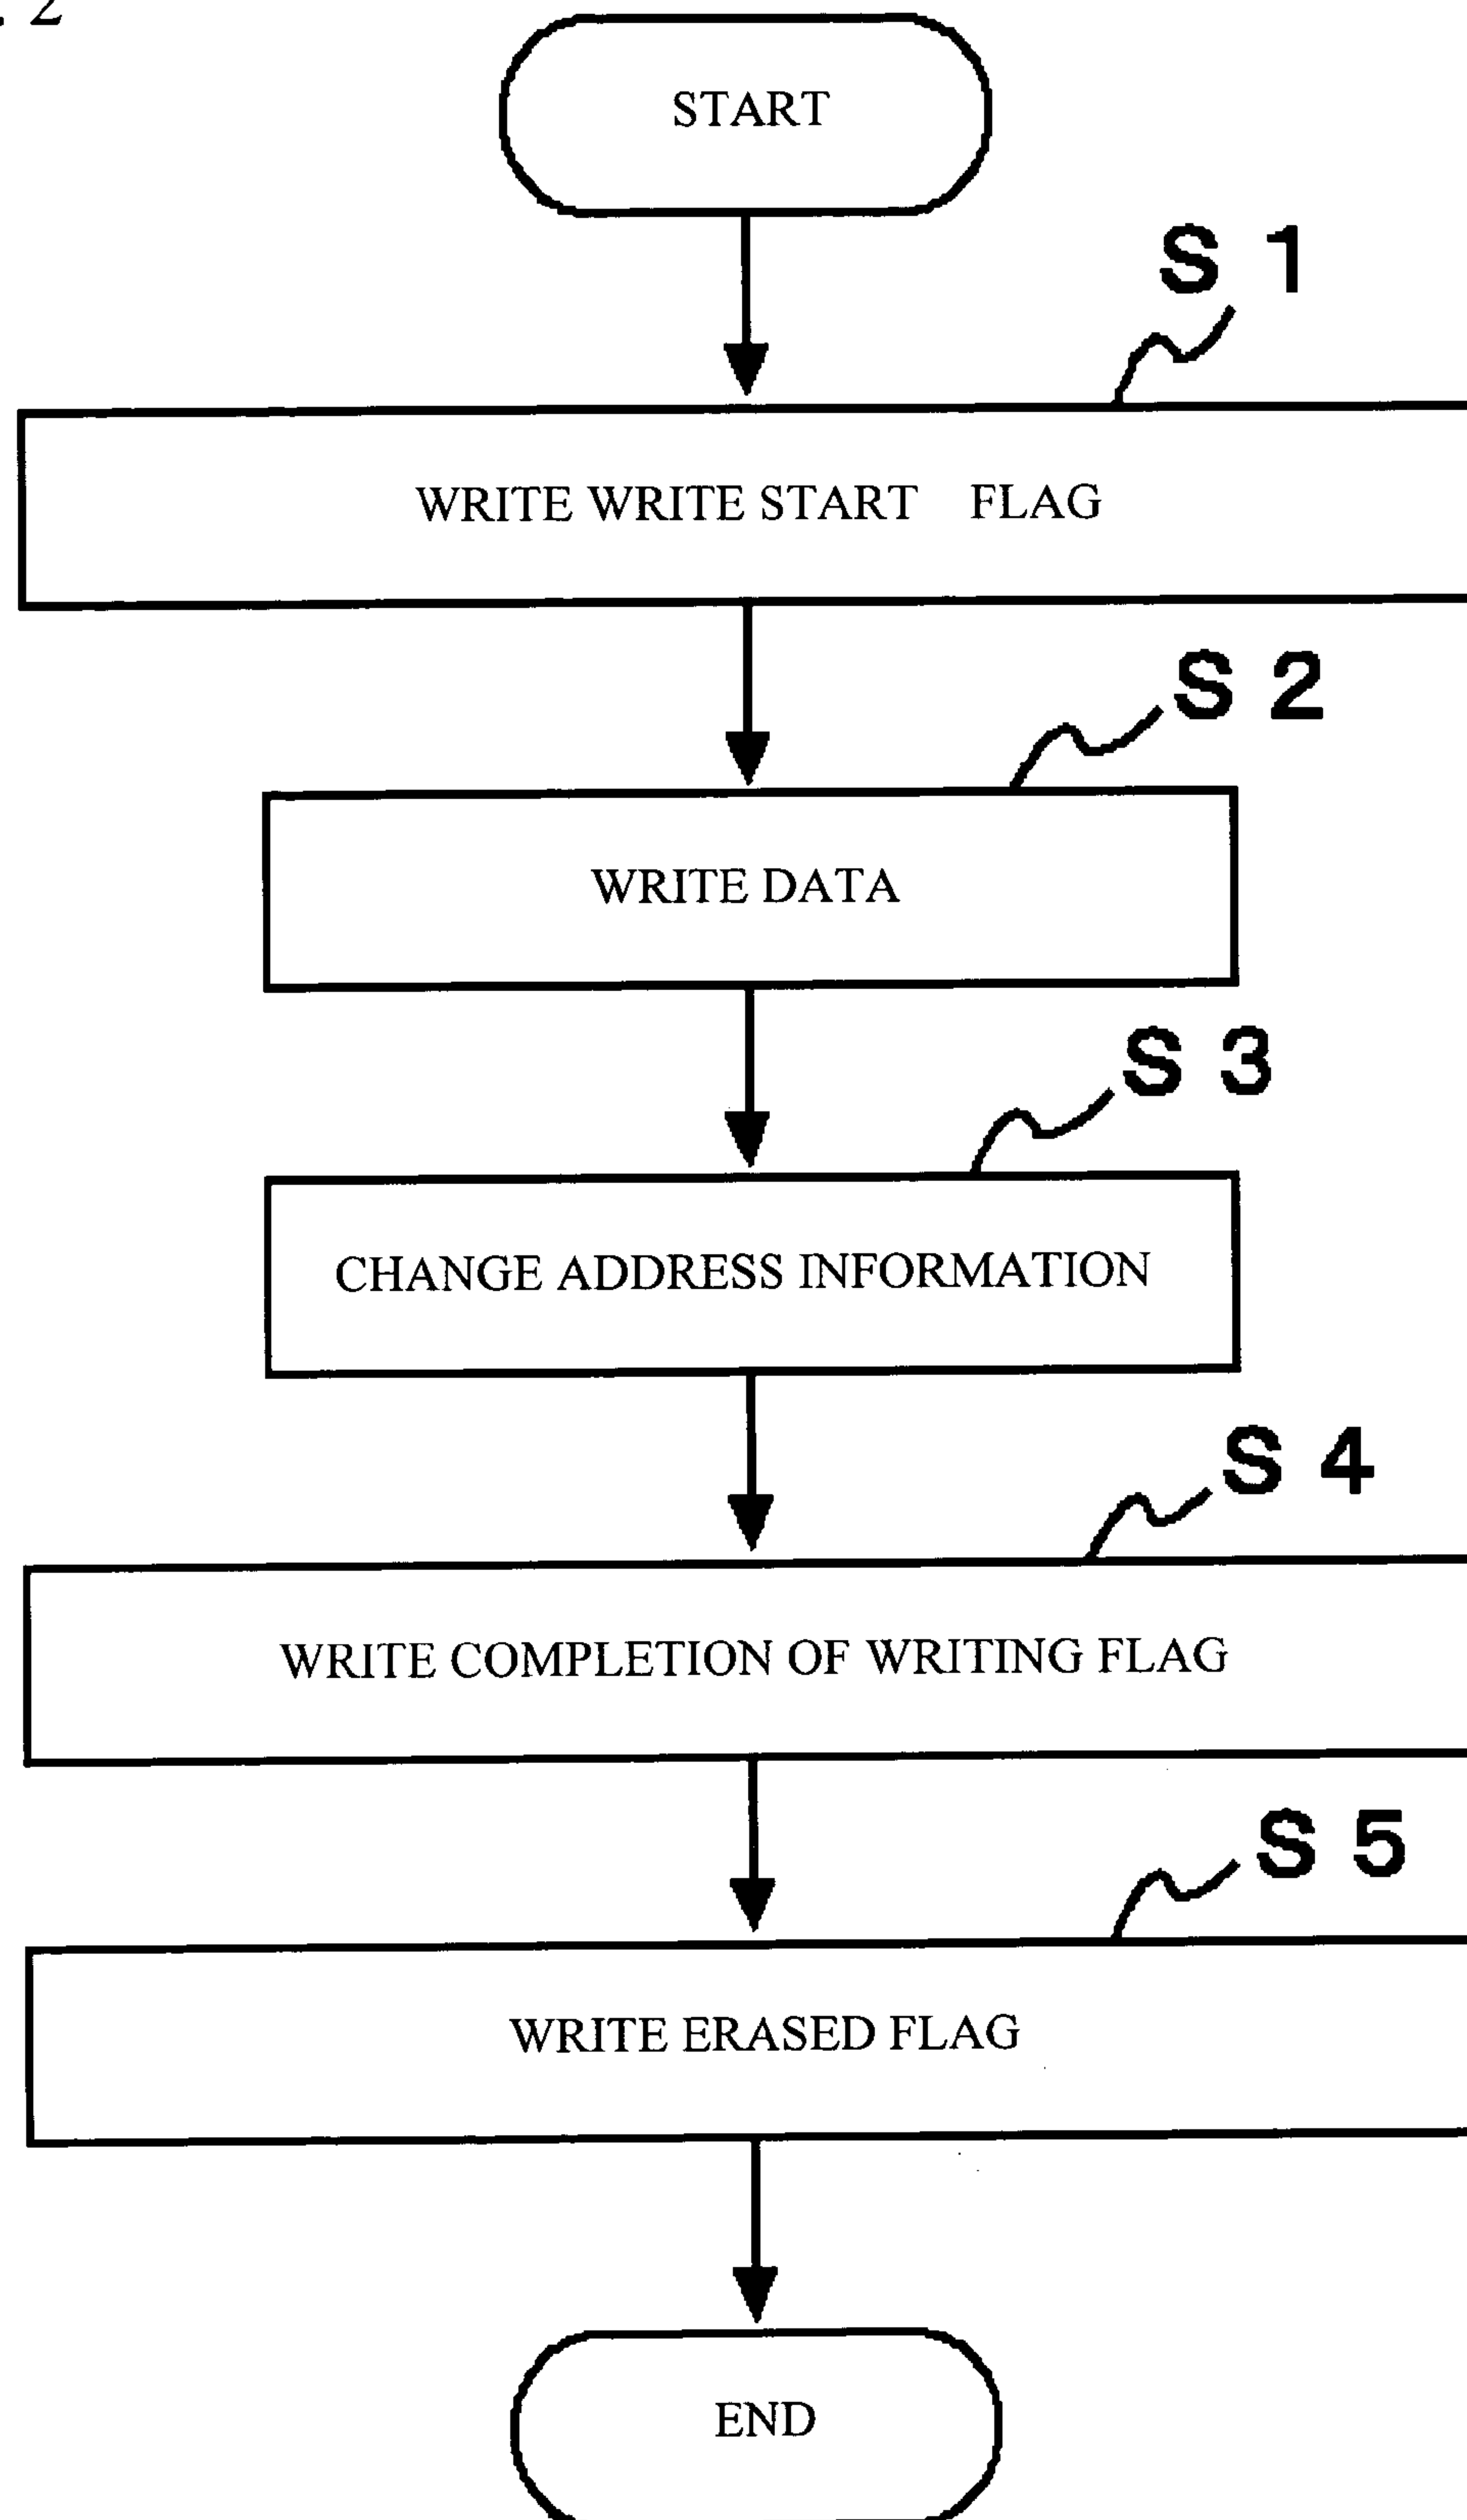 . 2
START
S 1
WRITE WRITE START FLAG
S 2
WRITE DATA
S 3
CHANGE ADDRESS INFORMATION
S 4
WRITE COMPLETION OF WRITING FLAG
S 5
WRITE ERASED FLAG
END